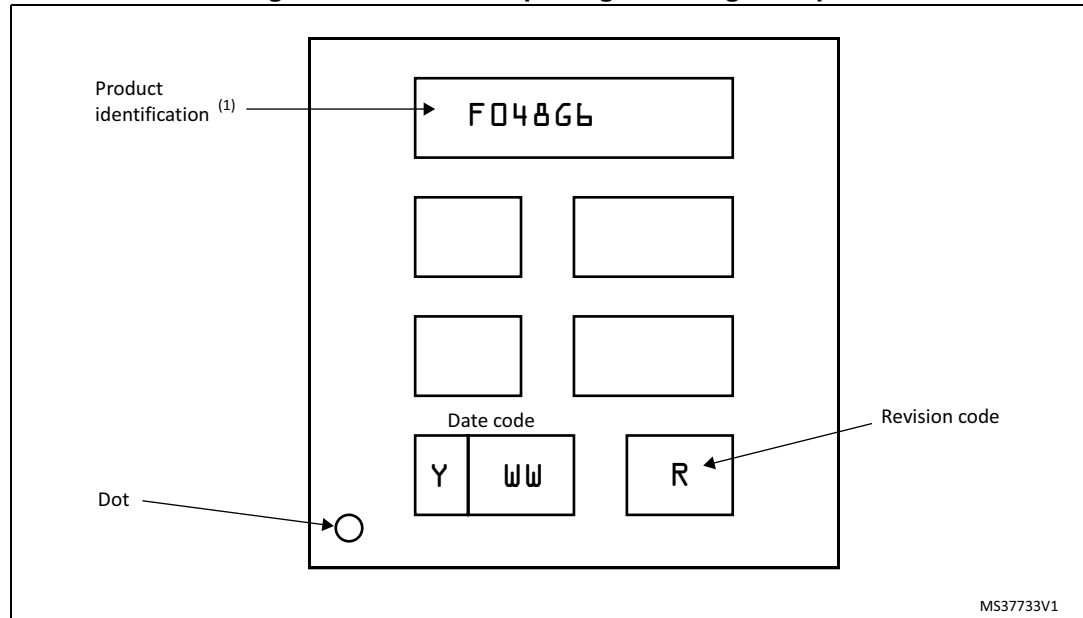 Product
identification (1)
F048G6
Date code
Revision code
Y WW R
Dot
MS37733V1